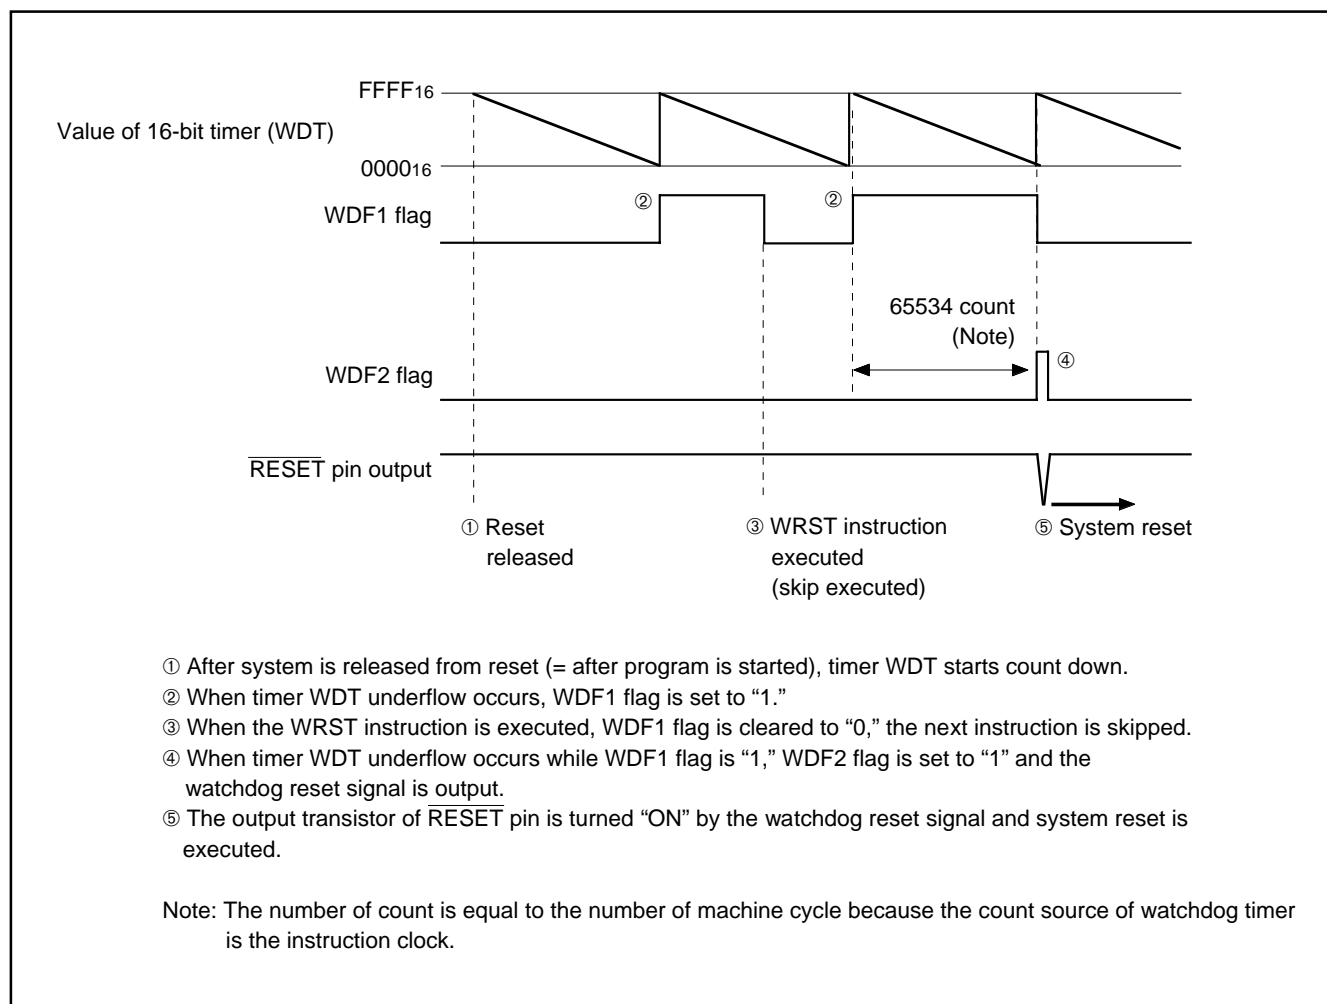 FFFF16
Value of 16-bit timer (WDT)
000016
② ②
WDF1 flag
65534 count
(Note)
④
WDF2 flag
RESET pin output
① Reset
released
③ WRST instruction
executed
(skip executed)
⑤ System reset
① After system is released from reset (= after program is started), timer WDT starts count down.
② When timer WDT underflow occurs, WDF1 flag is set to “1.”
③ When the WRST instruction is executed, WDF1 flag is cleared to “0,” the next instruction is skipped.
④ When timer WDT underflow occurs while WDF1 flag is “1,” WDF2 flag is set to “1” and the
watchdog reset signal is output.
⑤ The output transistor of RESET pin is turned “ON” by the watchdog reset signal and system reset is
executed.
Note: The number of count is equal to the number of machine cycle because the count source of watchdog timer
is the instruction clock.